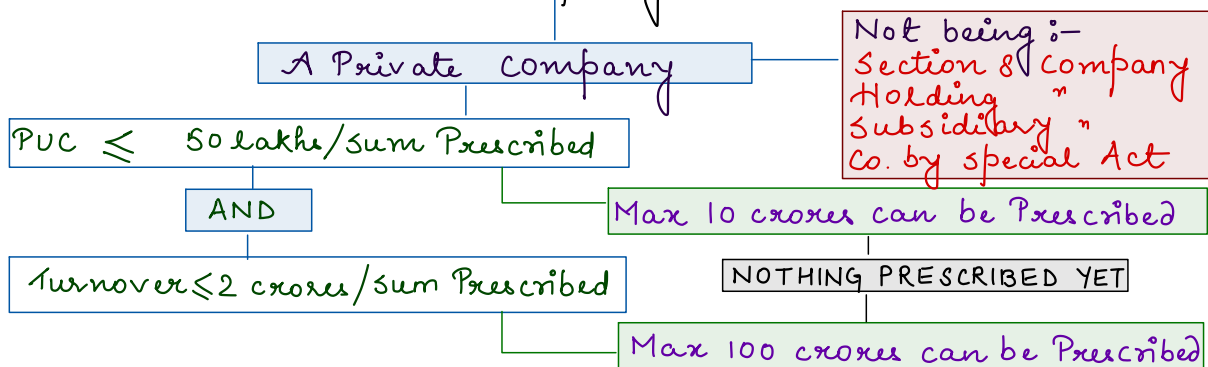 A Private company
Not being :-
Section 8 Company
Holding "
Subsidiary "
Co. by special Act
PUC ≤ 50 lakhs/sum Prescribed
AND
Max 10 crores can be Prescribed
Turnover ≤ 2 crores/sum Prescribed
NOTHING PRESCRIBED YET
Max 100 crores can be Prescribed